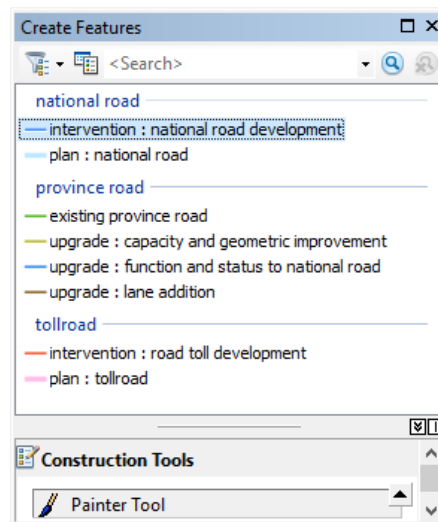 Create Features
<Search>
national road
intervention : national road development
plan : national road
province road
existing province road
upgrade : capacity and geometric improvement
upgrade : function and status to national road
upgrade : lane addition
tollroad
intervention : road toll development
plan : tollroad
Construction Tools
Painter Tool